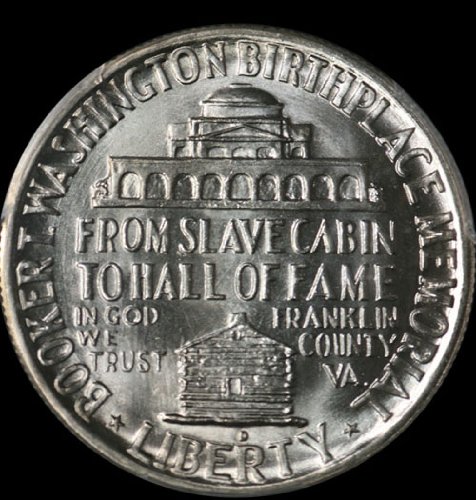 BOOKER T. WASHINGTON BIRTHPLACE MEMORIAL
FROM SLAVE CABIN
TO HALL OF FAME
IN GOD
WE
TRUST
FRANKLIN
COUNTY
VA.
D
LIBERTY